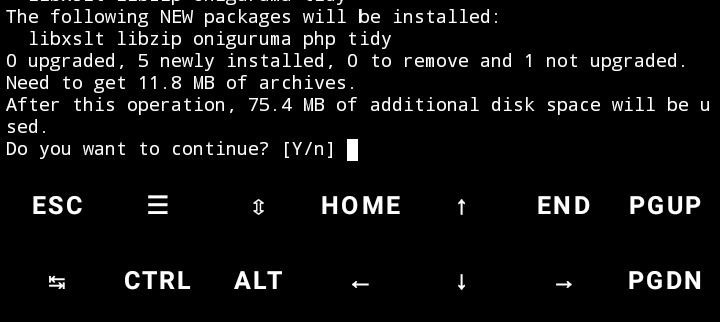 The following NEW packages will be installed:
  libxslt libzip oniguruma php tidy
0 upgraded, 5 newly installed, 0 to remove and 1 not upgraded.
Need to get 11.8 MB of archives.
After this operation, 75.4 MB of additional disk space will be u
sed.
Do you want to continue? [Y/n]
ESC ☰ ⇳ HOME ↑ END PGUP
↹ CTRL ALT ← ↓ → PGDN